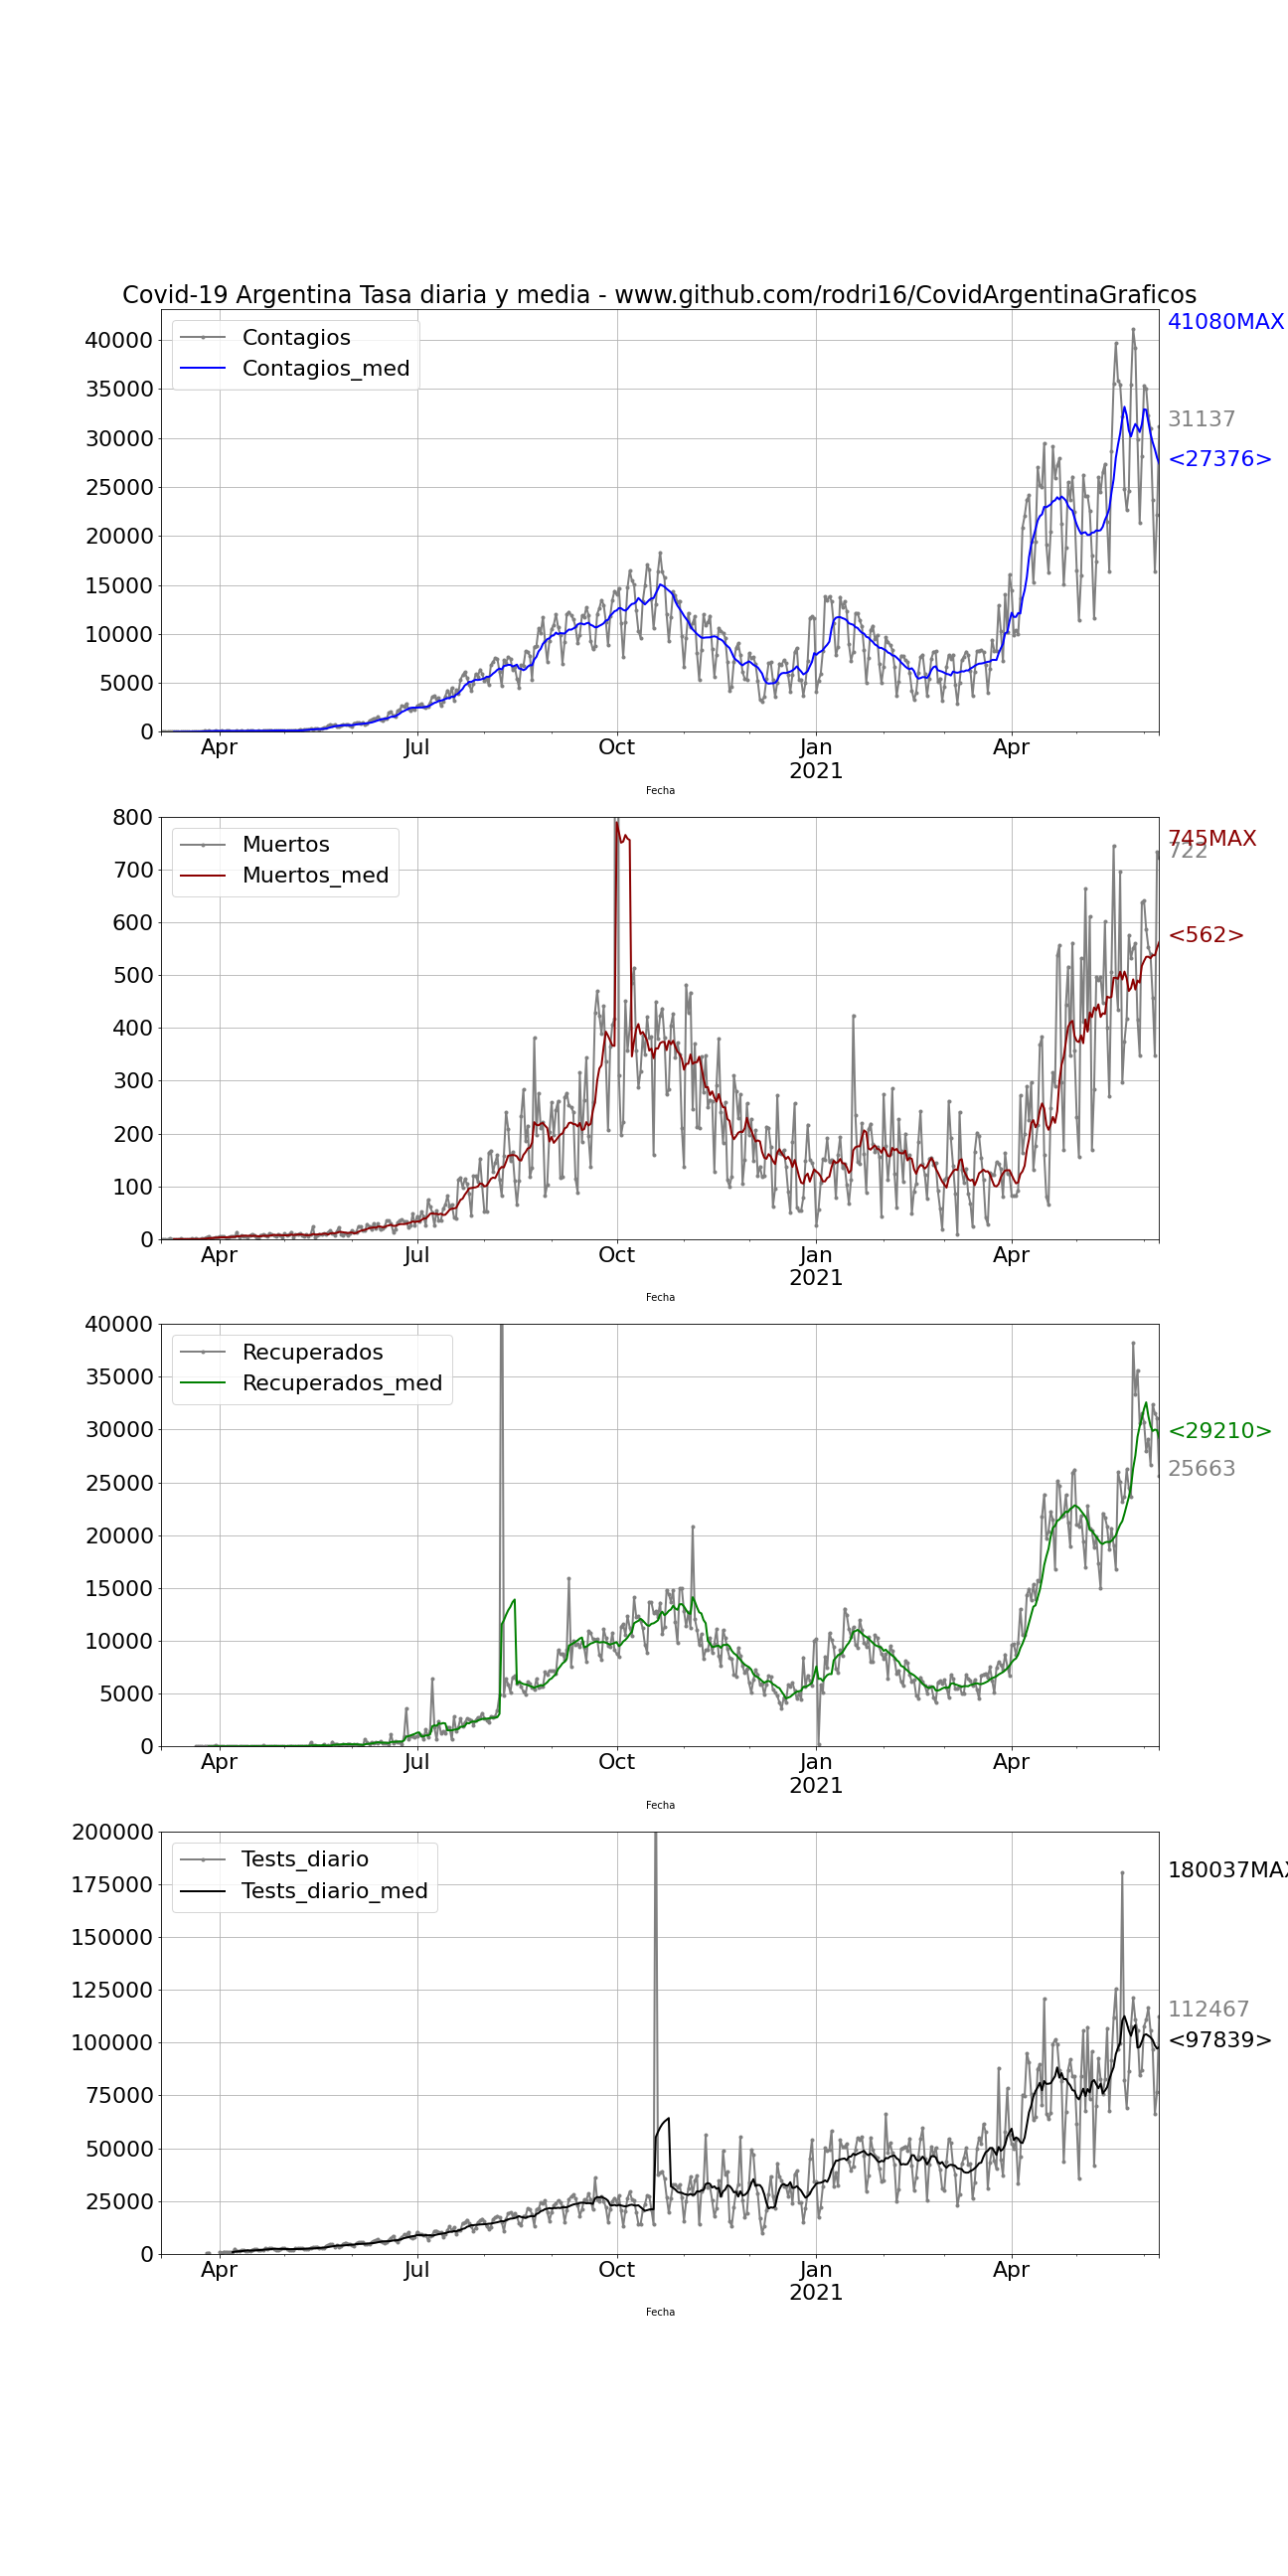 Covid-19 Argentina Tasa diaria y media - www.github.com/rodri16/CovidArgentinaGraficos
41080MAX
40000
35000
30000
25000
20000
15000
10000
5000
0
Contagios
Contagios_med
31137
<27376>
Apr Jul Oct Jan Apr
2021
Fecha
800
700
600
500
400
300
200
100
0
Muertos
Muertos_med
745MAX
722
<562>
Apr Jul Oct Jan Apr
2021
Fecha
40000
35000
30000
25000
20000
15000
10000
5000
0
Recuperados
Recuperados_med
<29210>
25663
Apr Jul Oct Jan Apr
2021
Fecha
200000
175000
150000
125000
100000
75000
50000
25000
0
Tests_diario
Tests_diario_med
180037MAX
112467
<97839>
Apr Jul Oct Jan Apr
2021
Fecha